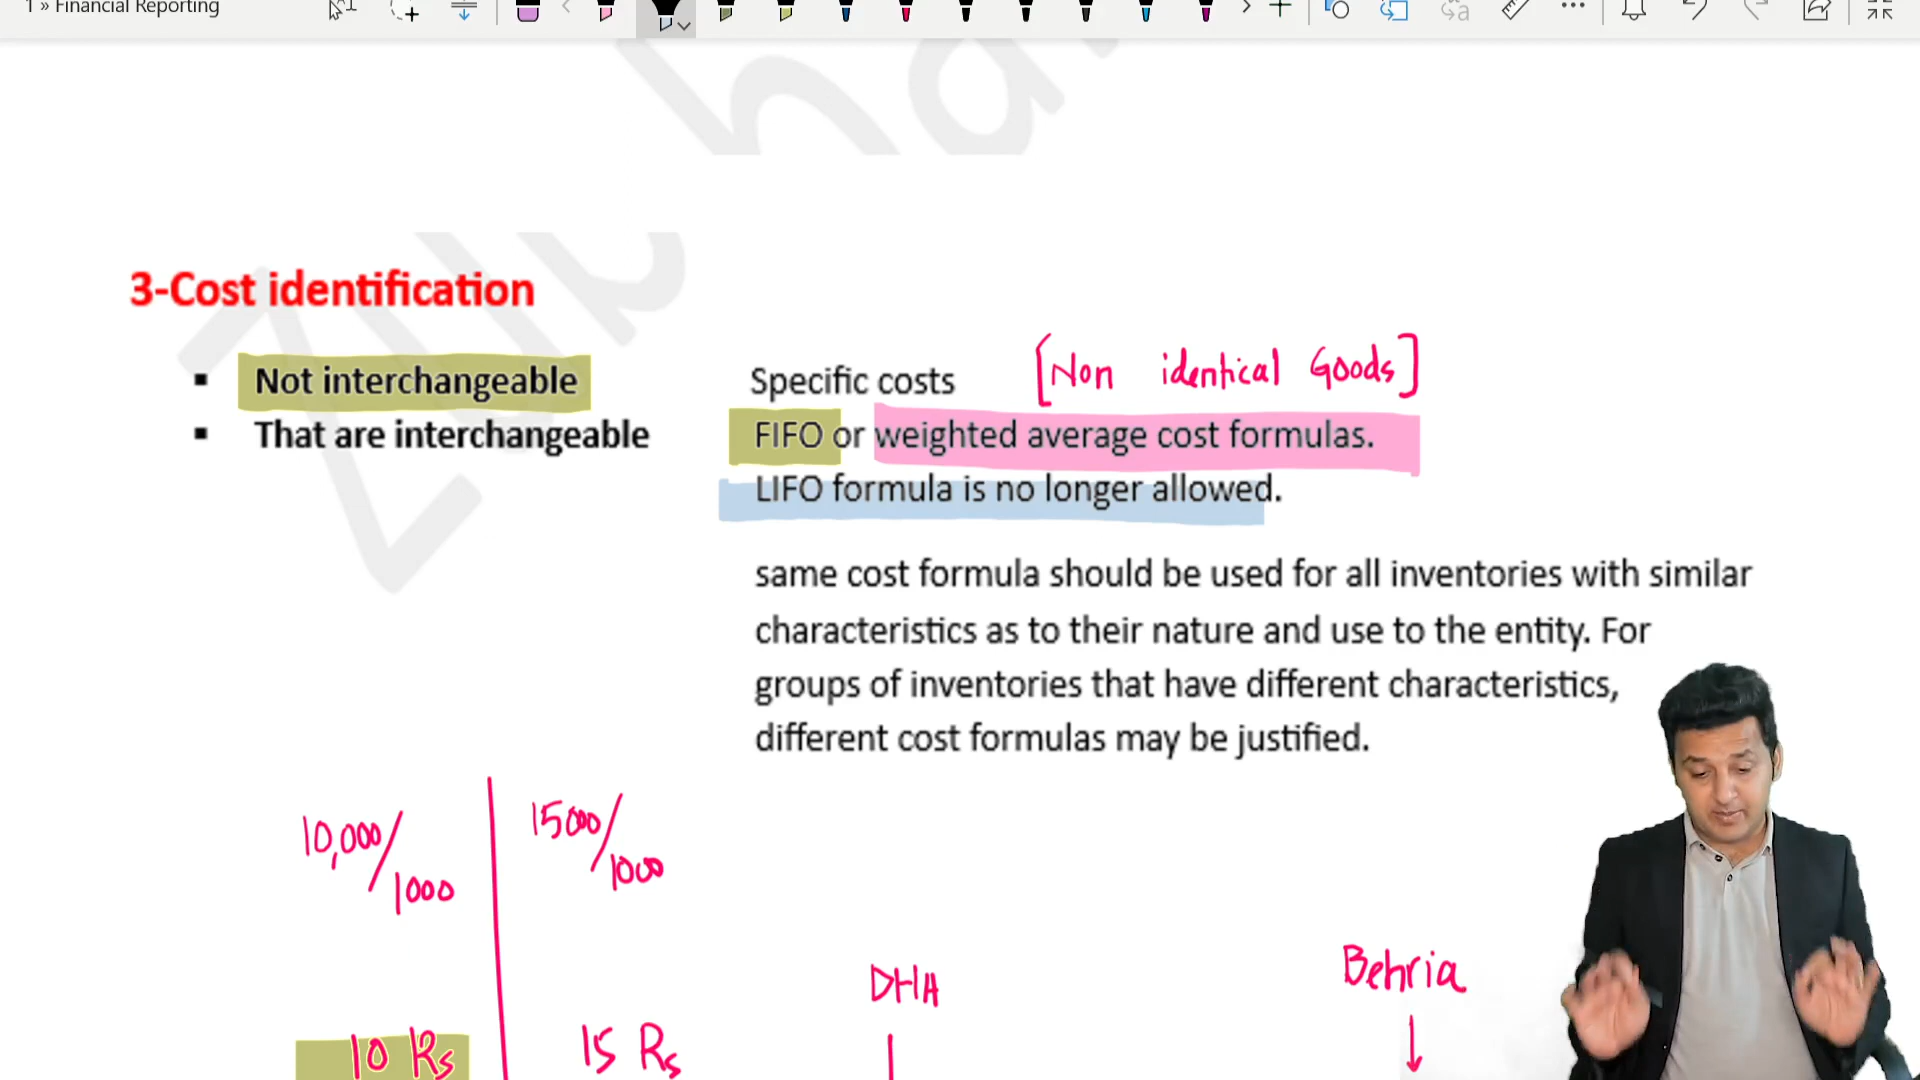 1 » Financial Reporting
3-Cost identification
▪ Not interchangeable
Specific costs
[Non identical Goods]
▪ That are interchangeable
FIFO or weighted average cost formulas.
LIFO formula is no longer allowed.
same cost formula should be used for all inventories with similar
characteristics as to their nature and use to the entity. For
groups of inventories that have different characteristics,
different cost formulas may be justified.
10,000/1000
15000/1000
DHA
Behria
10 Rs
15 Rs